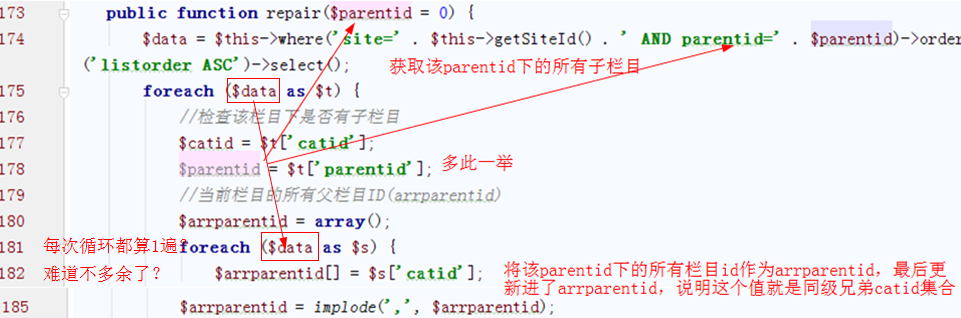 173 public function repair($parentid = 0) {
174 $data = $this->where('site=' . $this->getSiteId() . ' AND parentid=' . $parentid)->order
('listorder ASC')->select();
获取该parentid下的所有子栏目
175 foreach ($data as $t) {
176 //检查该栏目下是否有子栏目
177 $catid = $t['catid'];
178 $parentid = $t['parentid']; 多此一举
179 //当前栏目的所有父栏目ID(arrparentid)
180 $arrparentid = array();
181 foreach ($data as $s) {
每次循环都算1遍?
182 $arrparentid[] = $s['catid'];
难道不多余了?
将该parentid下的所有栏目id作为arrparentid,最后更
新进了arrparentid,说明这个值就是同级兄弟catid集合
185 $arrparentid = implode(',', $arrparentid);